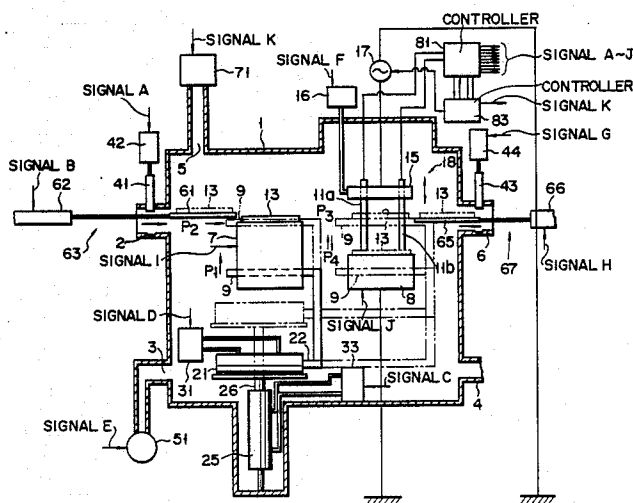 CONTROLLER
SIGNAL K
SIGNAL F
17
81
SIGNAL A~J
CONTROLLER
71
16
SIGNAL A
1
SIGNAL K
83
SIGNAL G
42
15
44
5
18
SIGNAL B
41
11a
43
62
61 13 9 13
13
66
P3
P2
9
13
63
7
65
2
P4
6
67
SIGNAL I
11b
P1
SIGNAL H
9
9
8
SIGNAL J
SIGNAL D
22
33
SIGNAL C
3
21
31
26
4
SIGNAL E
51
25